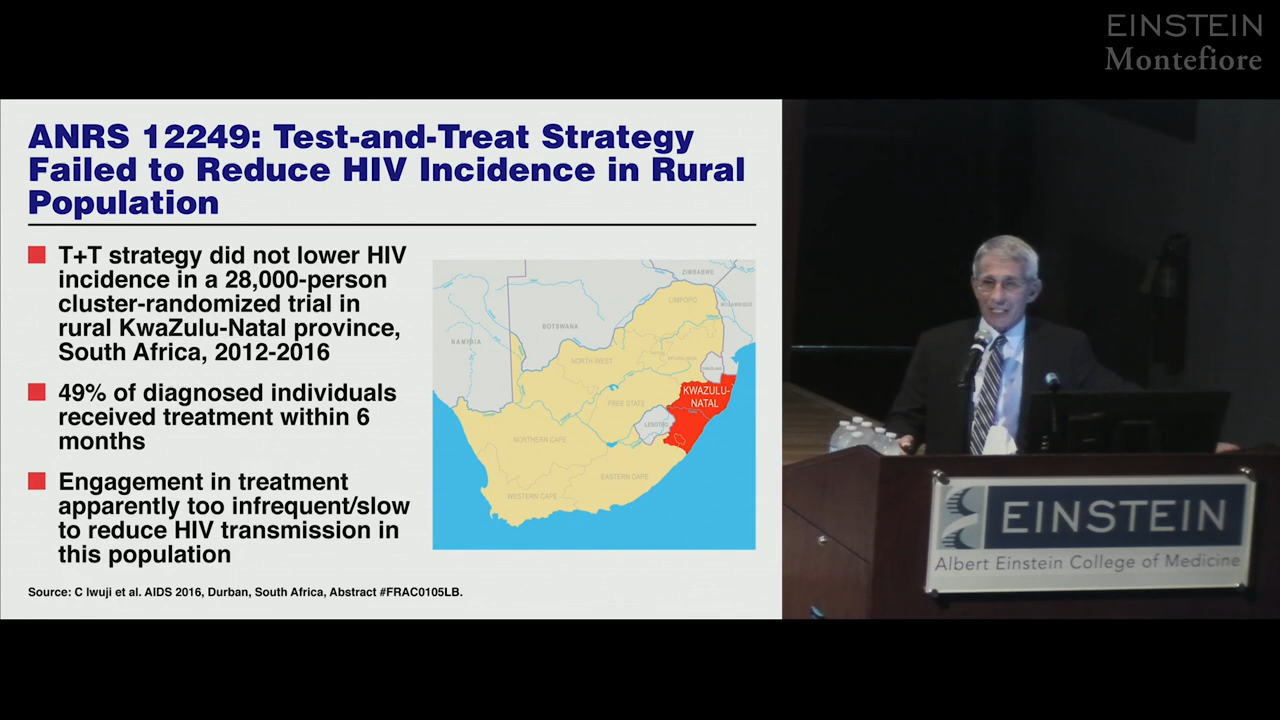 EINSTEIN
Montefiore
ANRS 12249: Test-and-Treat Strategy
Failed to Reduce HIV Incidence in Rural
Population
T+T strategy did not lower HIV
incidence in a 28,000-person
cluster-randomized trial in
rural KwaZulu-Natal province,
South Africa, 2012-2016
49% of diagnosed individuals
received treatment within 6
months
Engagement in treatment
apparently too infrequent/slow
to reduce HIV transmission in
this population
Source: C Iwuji et al. AIDS 2016, Durban, South Africa, Abstract #FRAC0105LB.
ZIMBABWE
LIMPOPO
MOZAMBIQUE
BOTSWANA
NAMIBIA
NORTH-WEST
SWAZILAND
KWAZULU-
NATAL
FREE STATE
LESOTHO
NORTHERN CAPE
EASTERN CAPE
WESTERN CAPE
EINSTEIN
Albert Einstein College of Medicine